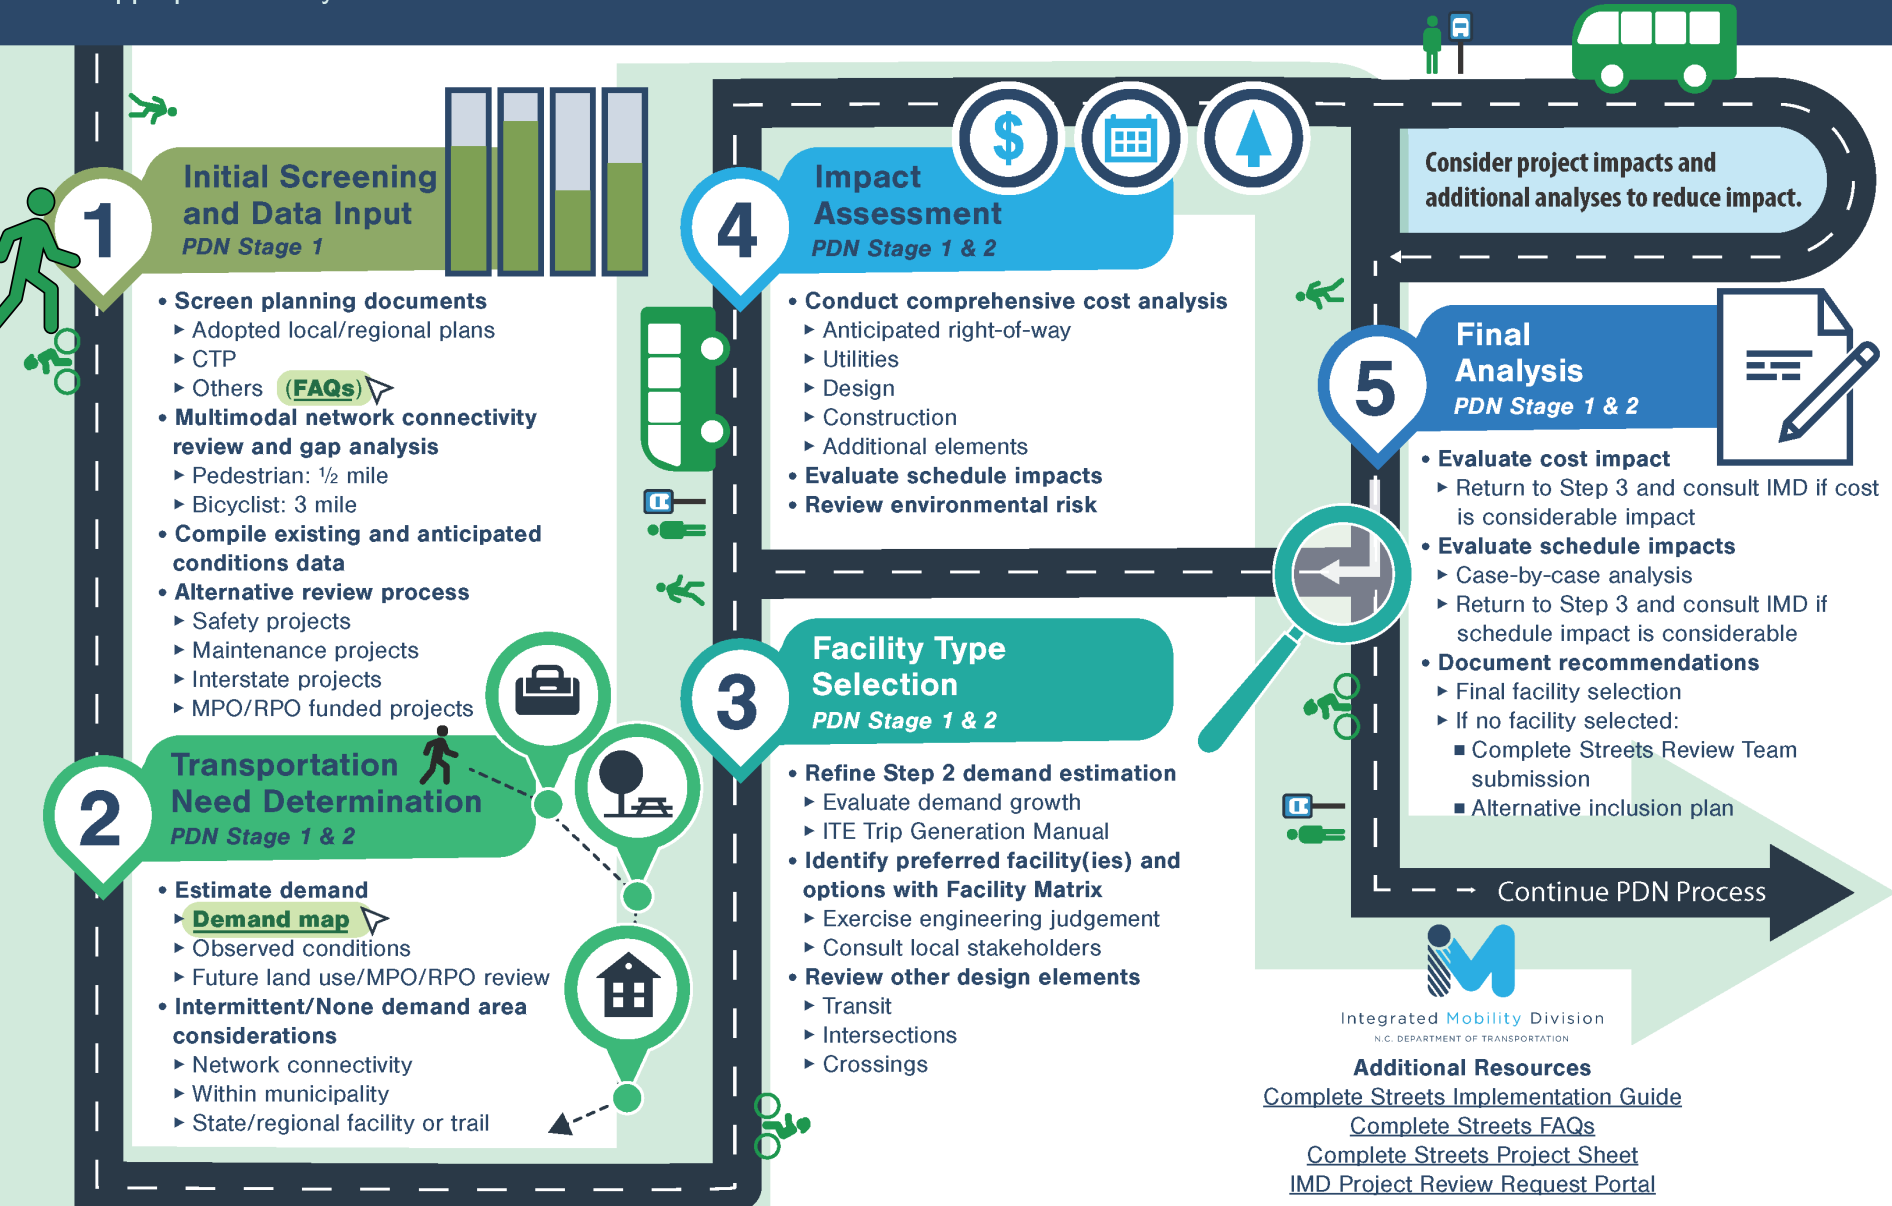 1
Initial Screening
and Data Input
PDN Stage 1
• Screen planning documents
▸ Adopted local/regional plans
▸ CTP
▸ Others (FAQs)
• Multimodal network connectivity
review and gap analysis
▸ Pedestrian: ½ mile
▸ Bicyclist: 3 mile
• Compile existing and anticipated
conditions data
• Alternative review process
▸ Safety projects
▸ Maintenance projects
▸ Interstate projects
▸ MPO/RPO funded projects
2
Transportation
Need Determination
PDN Stage 1 & 2
• Estimate demand
▸ Demand map
▸ Observed conditions
▸ Future land use/MPO/RPO review
• Intermittent/None demand area
considerations
▸ Network connectivity
▸ Within municipality
▸ State/regional facility or trail
3
Facility Type
Selection
PDN Stage 1 & 2
• Refine Step 2 demand estimation
▸ Evaluate demand growth
▸ ITE Trip Generation Manual
• Identify preferred facility(ies) and
options with Facility Matrix
▸ Exercise engineering judgement
▸ Consult local stakeholders
• Review other design elements
▸ Transit
▸ Intersections
▸ Crossings
4
Impact
Assessment
PDN Stage 1 & 2
$
• Conduct comprehensive cost analysis
▸ Anticipated right-of-way
▸ Utilities
▸ Design
▸ Construction
▸ Additional elements
• Evaluate schedule impacts
• Review environmental risk
Consider project impacts and
additional analyses to reduce impact.
5
Final
Analysis
PDN Stage 1 & 2
• Evaluate cost impact
▸ Return to Step 3 and consult IMD if cost
is considerable impact
• Evaluate schedule impacts
▸ Case-by-case analysis
▸ Return to Step 3 and consult IMD if
schedule impact is considerable
• Document recommendations
▸ Final facility selection
▸ If no facility selected:
■ Complete Streets Review Team
submission
■ Alternative inclusion plan
Continue PDN Process
iM
Integrated Mobility Division
N.C. DEPARTMENT OF TRANSPORTATION
Additional Resources
Complete Streets Implementation Guide
Complete Streets FAQs
Complete Streets Project Sheet
IMD Project Review Request Portal